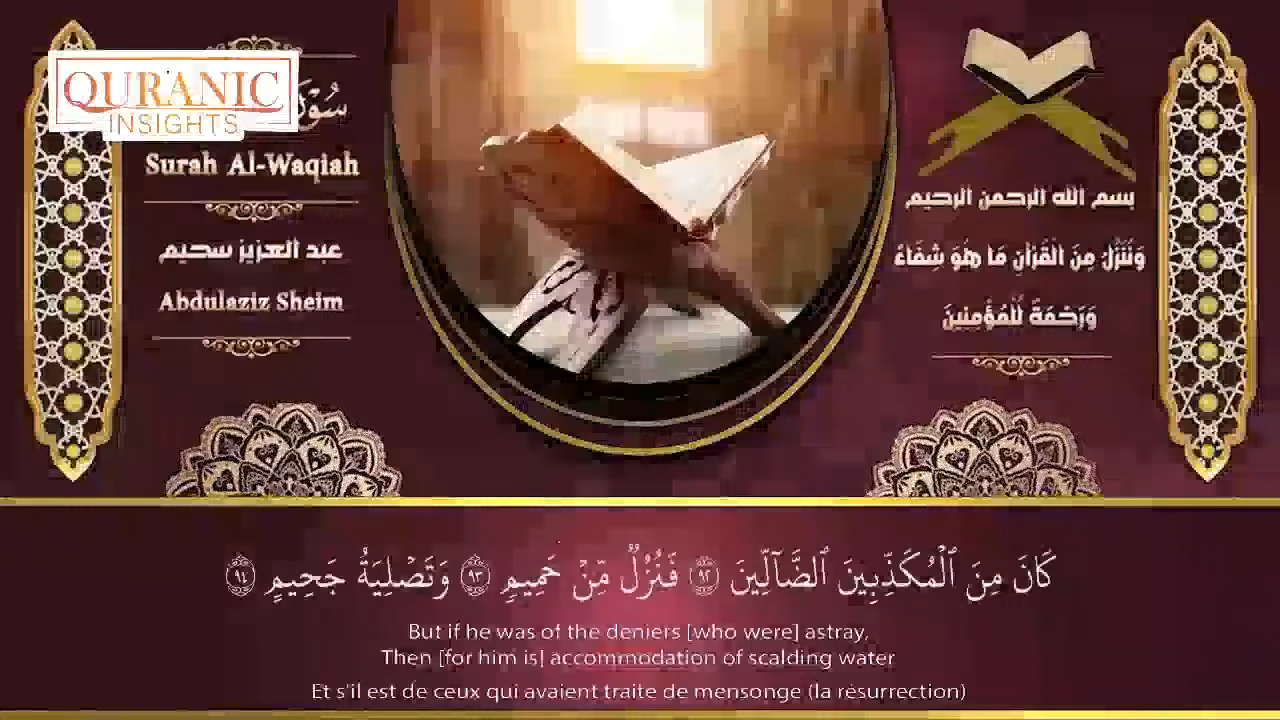 QURANIC
INSIGHTS
Surah Al-Waqiah
عبد العزيز سحيم
Abdulaziz Sheim
بسم الله الرحمن الرحيم
وَنُنَزِّلُ مِنَ الْقُرْآنِ مَا هُوَ شِفَاءٌ
وَرَحْمَةٌ لِّلْمُؤْمِنِينَ
كَانَ مِنَ ٱلْمُكَذِّبِينَ ٱلضَّآلِّينَ ٩٢ فَنُزُلٌ مِّنْ حَمِيمٍ ٩٣ وَتَصْلِيَةُ جَحِيمٍ ٩٤
But if he was of the deniers [who were] astray,
Then [for him is] accommodation of scalding water
Et s'il est de ceux qui avaient traite de mensonge (la résurrection)